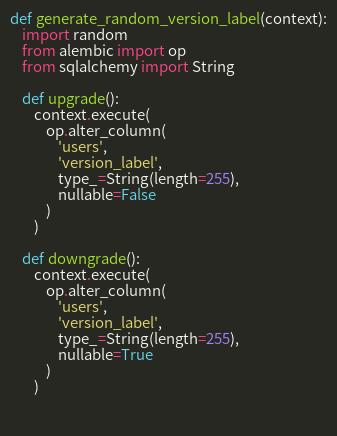 def generate_random_version_label(context):
    import random
    from alembic import op
    from sqlalchemy import String

    def upgrade():
        context.execute(
            op.alter_column(
                'users',
                'version_label',
                type_=String(length=255),
                nullable=False
            )
        )

    def downgrade():
        context.execute(
            op.alter_column(
                'users',
                'version_label',
                type_=String(length=255),
                nullable=True
            )
        )